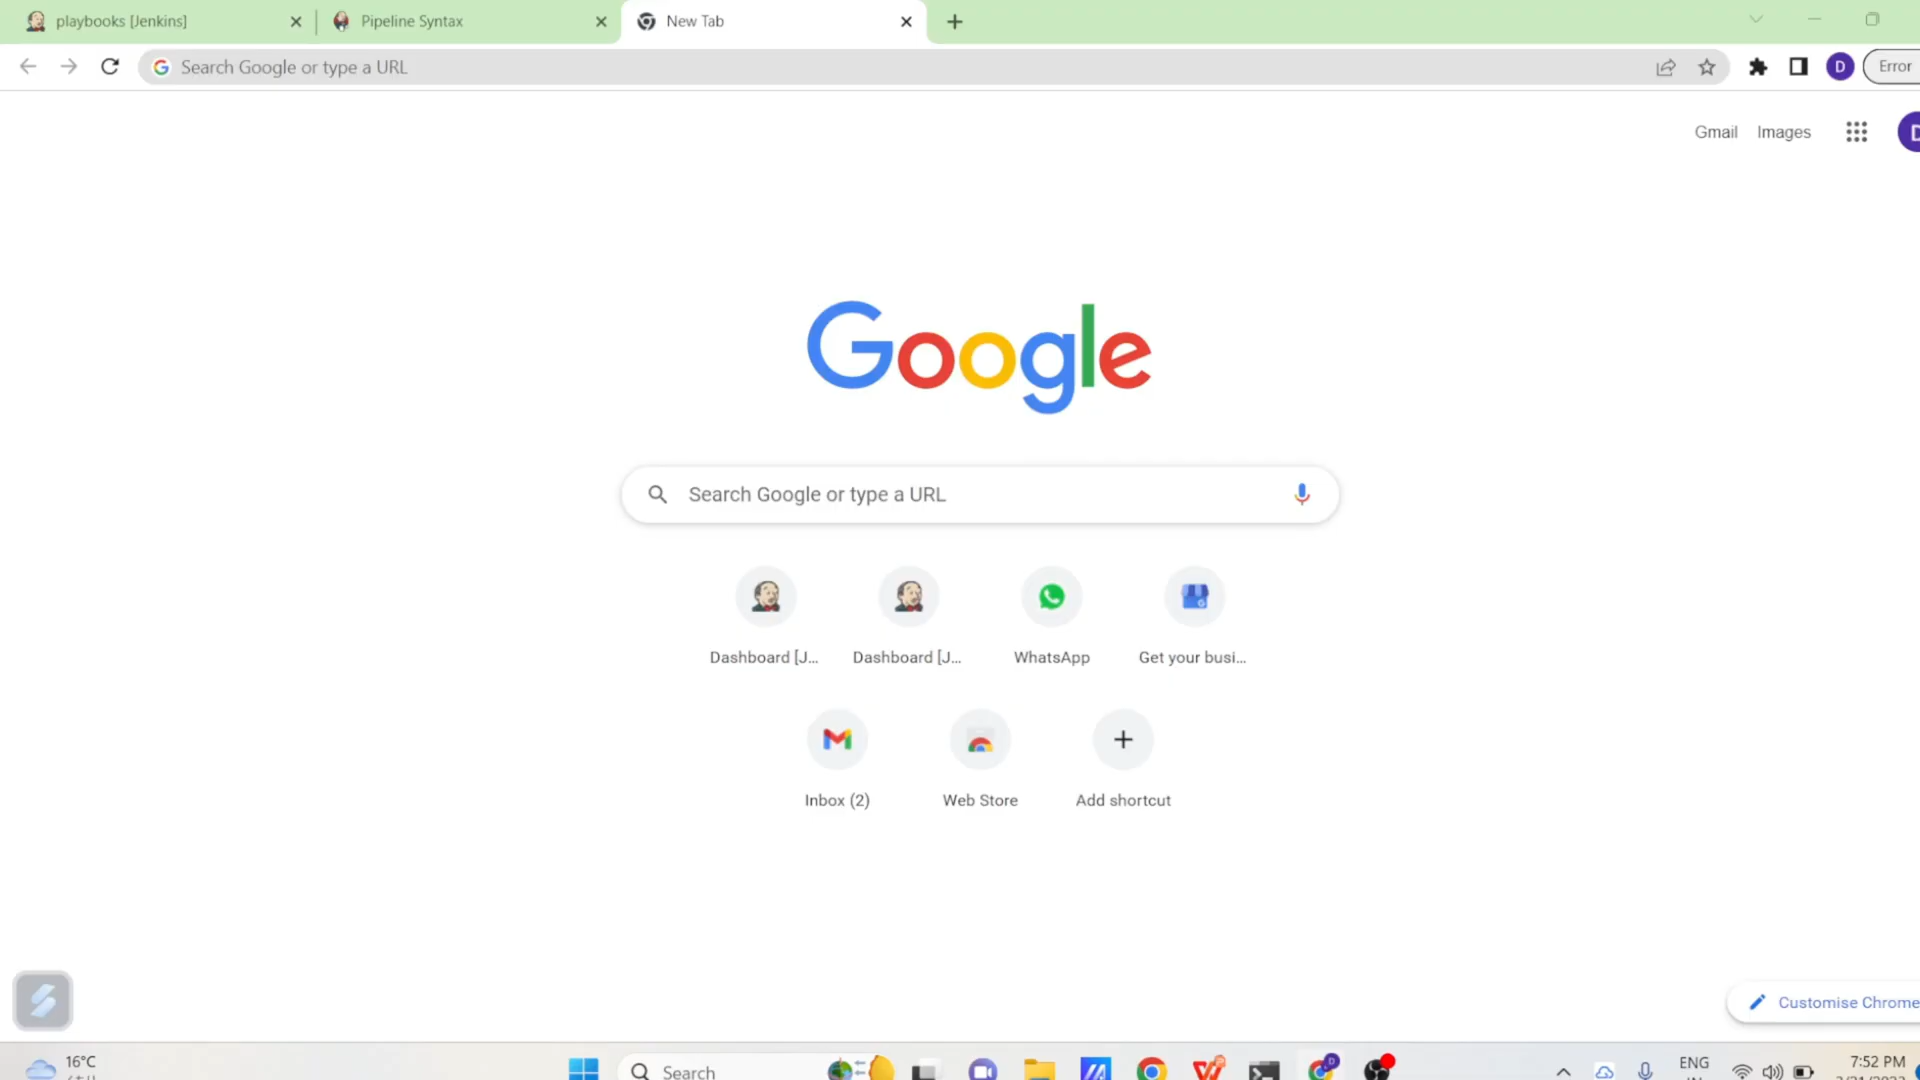 playbooks [Jenkins]
Pipeline Syntax
New Tab
Search Google or type a URL
D
Error
Gmail
Images
Google
Search Google or type a URL
Dashboard [J...
Dashboard [J...
WhatsApp
Get your busi...
Inbox (2)
Web Store
Add shortcut
Customise Chrome
16°C
Search
ENG
7:52 PM